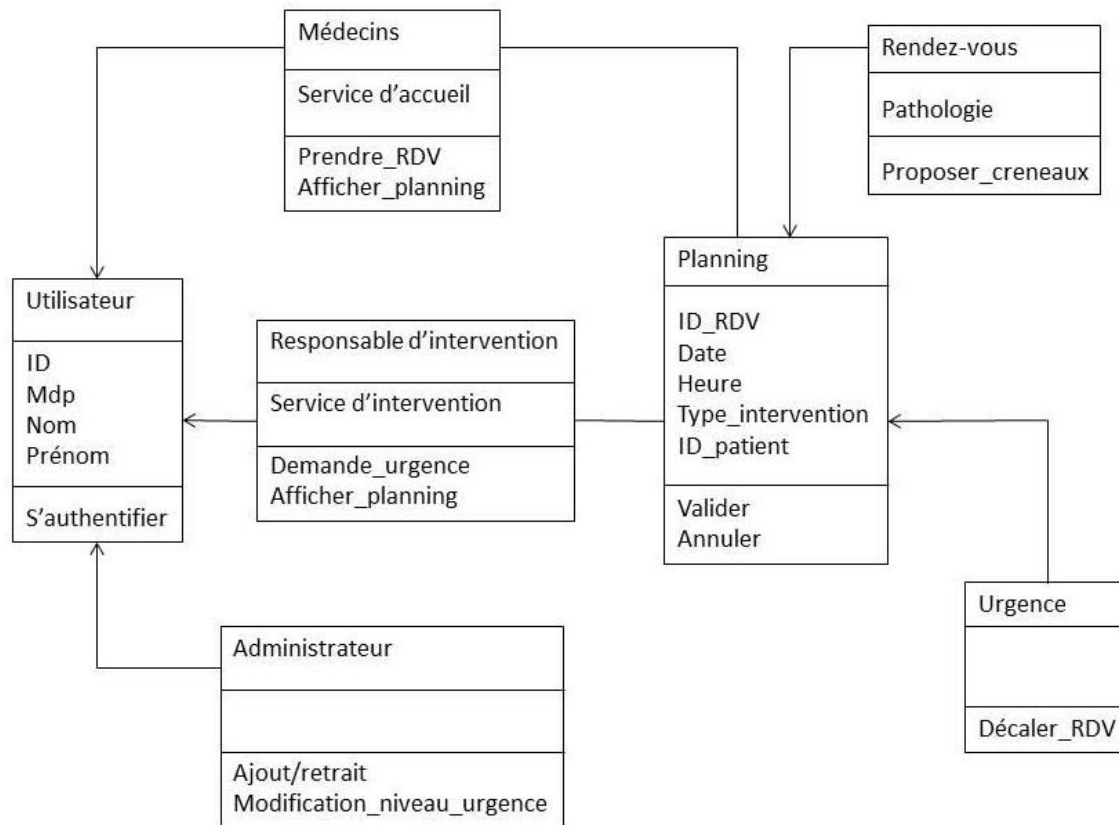 Médecins
Service d'accueil
Prendre_RDV
Afficher_planning
Rendez-vous
Pathologie
Proposer_creneaux
Utilisateur
ID
Mdp
Nom
Prénom
S'authentifier
Responsable d'intervention
Service d'intervention
Demande_urgence
Afficher_planning
Planning
ID_RDV
Date
Heure
Type_intervention
ID_patient
Valider
Annuler
Administrateur
Ajout/retrait
Modification_niveau_urgence
Urgence
Décaler_RDV